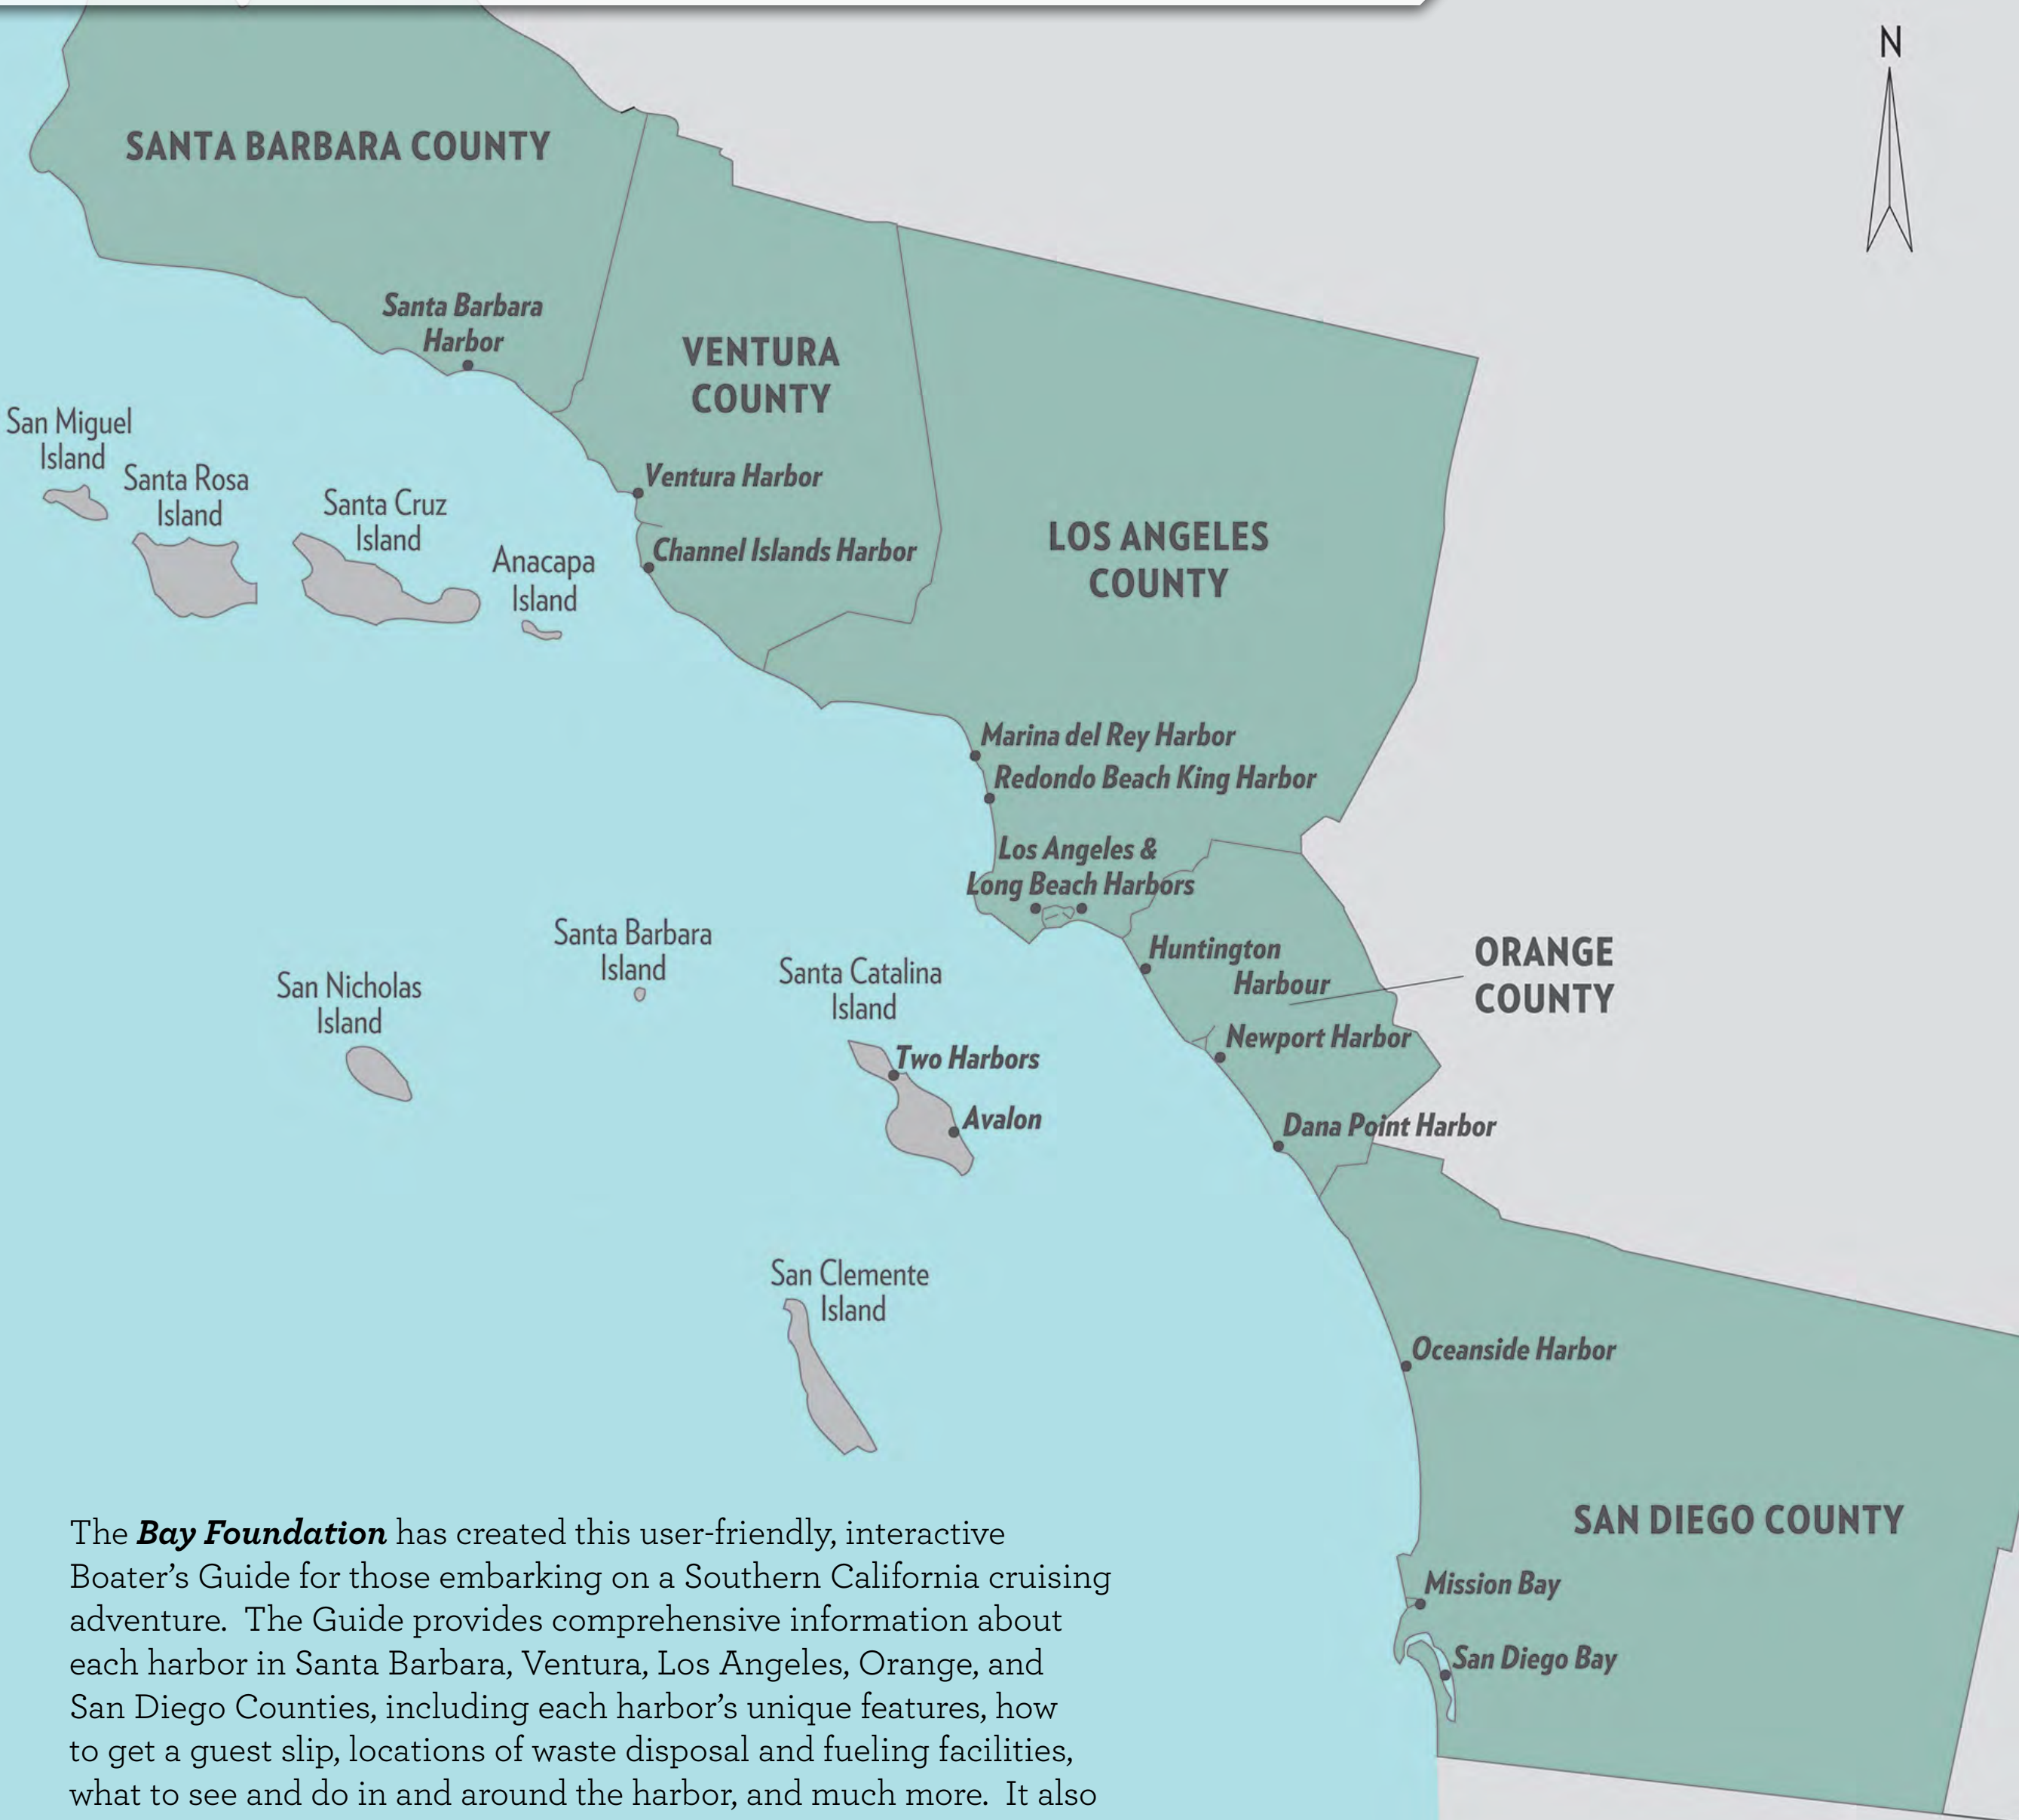 N
SANTA BARBARA COUNTY
Santa Barbara
Harbor
VENTURA
COUNTY
San Miguel
Island
Santa Rosa
Island
Santa Cruz
Island
Anacapa
Island
Ventura Harbor
Channel Islands Harbor
LOS ANGELES
COUNTY
Marina del Rey Harbor
Redondo Beach King Harbor
Los Angeles &
Long Beach Harbors
Huntington
Harbour
ORANGE
COUNTY
Santa Barbara
Island
San Nicholas
Island
Santa Catalina
Island
Two Harbors
Avalon
Newport Harbor
Dana Point Harbor
San Clemente
Island
Oceanside Harbor
SAN DIEGO COUNTY
Mission Bay
San Diego Bay
The Bay Foundation has created this user-friendly, interactive
Boater's Guide for those embarking on a Southern California cruising
adventure.  The Guide provides comprehensive information about
each harbor in Santa Barbara, Ventura, Los Angeles, Orange, and
San Diego Counties, including each harbor's unique features, how
to get a guest slip, locations of waste disposal and fueling facilities,
what to see and do in and around the harbor, and much more.  It also